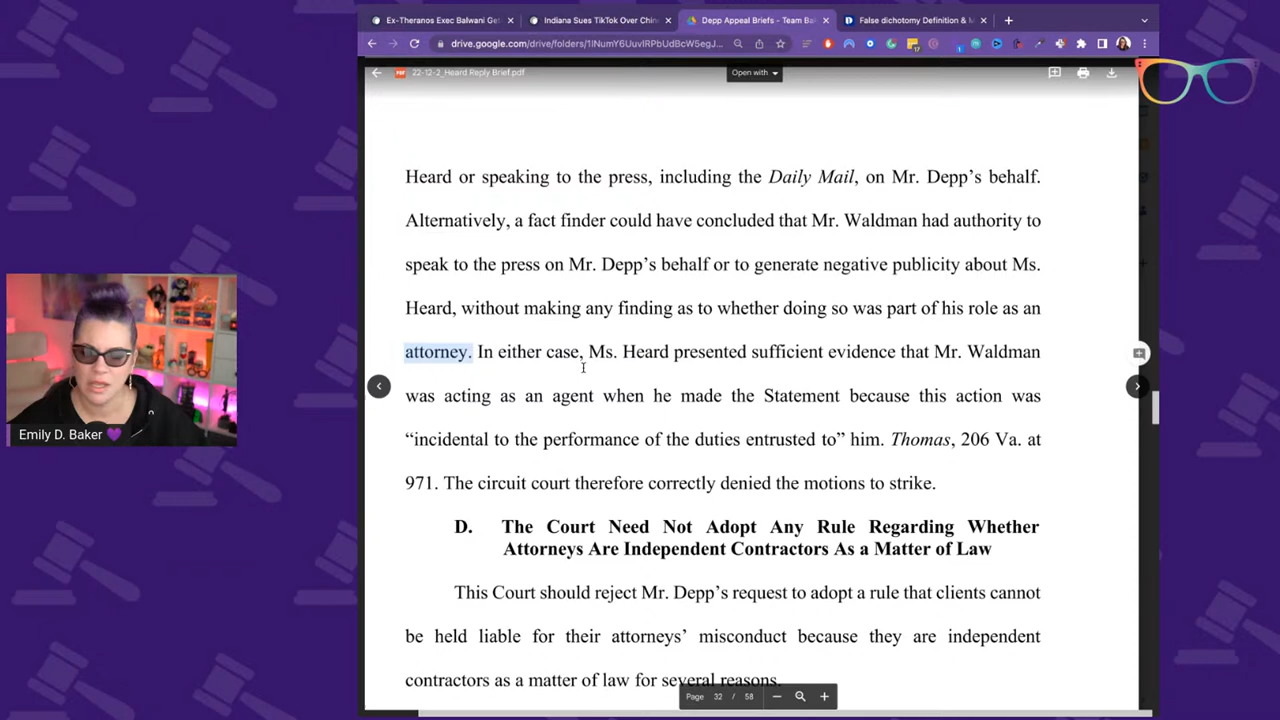 Ex-Theranos Exec Balwani Get
Indiana Sues TikTok Over Chin
Depp Appeal Briefs - Team Ba
False dichotomy Definition & M
22-12-2_Heard Reply Brief.pdf
Open with
Heard or speaking to the press, including the Daily Mail, on Mr. Depp’s behalf.
Alternatively, a fact finder could have concluded that Mr. Waldman had authority to
speak to the press on Mr. Depp’s behalf or to generate negative publicity about Ms.
Heard, without making any finding as to whether doing so was part of his role as an
attorney. In either case, Ms. Heard presented sufficient evidence that Mr. Waldman
was acting as an agent when he made the Statement because this action was
“incidental to the performance of the duties entrusted to” him. Thomas, 206 Va. at
971. The circuit court therefore correctly denied the motions to strike.
D. The Court Need Not Adopt Any Rule Regarding Whether
Attorneys Are Independent Contractors As a Matter of Law
This Court should reject Mr. Depp’s request to adopt a rule that clients cannot
be held liable for their attorneys’ misconduct because they are independent
contractors as a matter of law for several reasons.
Page 32 / 58
Emily D. Baker 💜